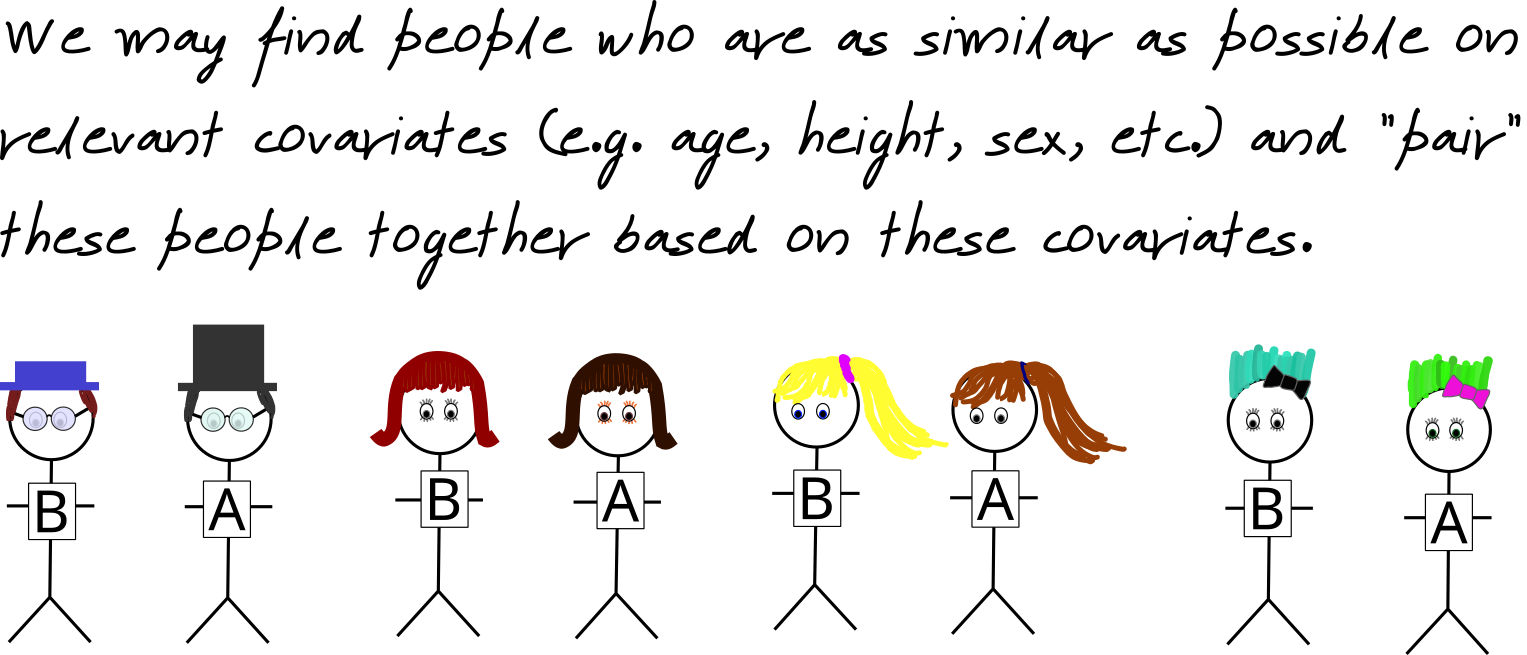 We may find people who are as similar as possible on
relevant covariates (e.g. age, height, sex, etc.) and "pair"
these people together based on these covariates.
B A B A B A B A